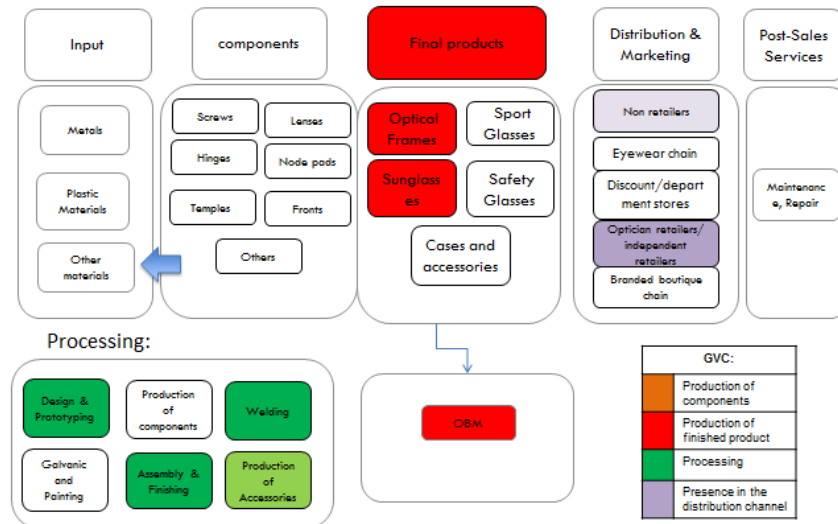 Input
components
Final products
Distribution &
Marketing
Post-Sales
Services
Metals
Plastic
Materials
Other
materials
Screws
Lenses
Hinges
Node pads
Temples
Fronts
Others
Optical
Frames
Sport
Glasses
Sunglass
es
Safety
Glasses
Cases and
accessories
Non retailers
Eyewear chain
Discount/depart
ment stores
Optician retailers/
independent
retailers
Branded boutique
chain
Maintenanc
e, Repair
Processing:
Design &
Prototyping
Production
of
components
Welding
Galvanic
and
Painting
Assembly &
Finishing
Production
of
Accessories
OBM
GVC:
Production of
components
Production of
finished product
Processing
Presence in the
distribution channel